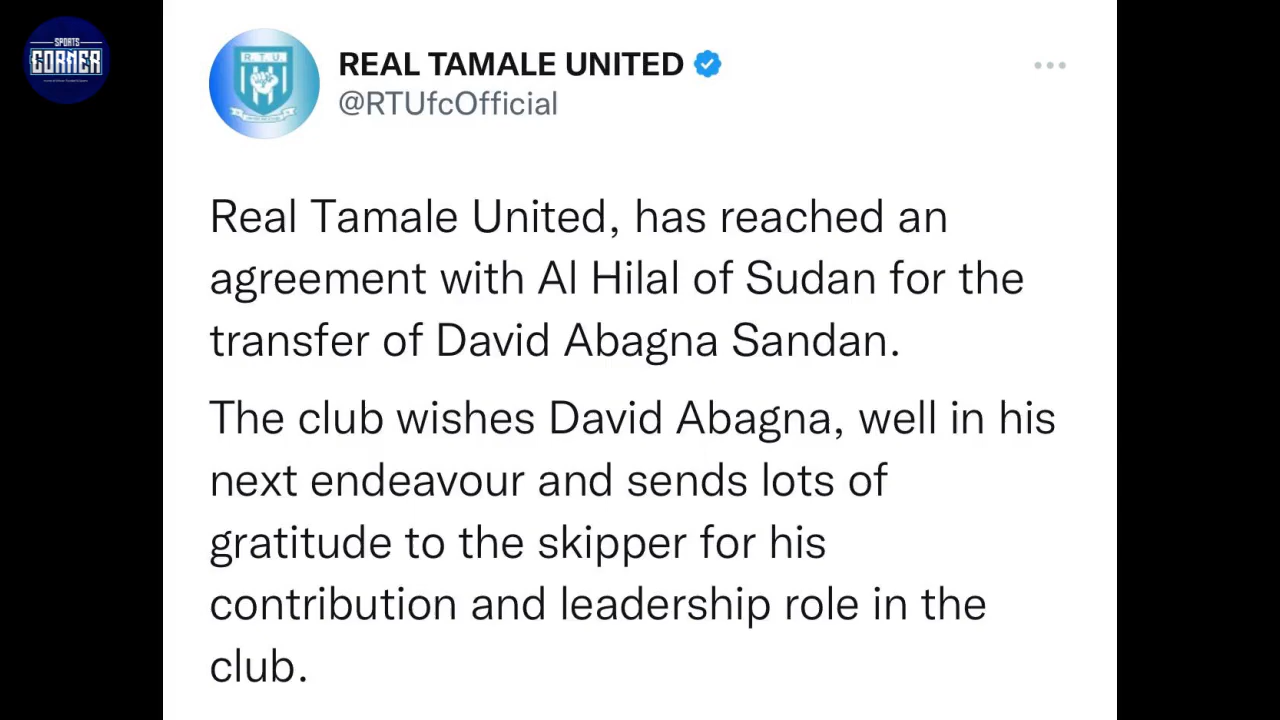 SPORTS
CORNER
R.T.U.
REAL TAMALE UNITED
@RTUfcOfficial
Real Tamale United, has reached an
agreement with Al Hilal of Sudan for the
transfer of David Abagna Sandan.
The club wishes David Abagna, well in his
next endeavour and sends lots of
gratitude to the skipper for his
contribution and leadership role in the
club.